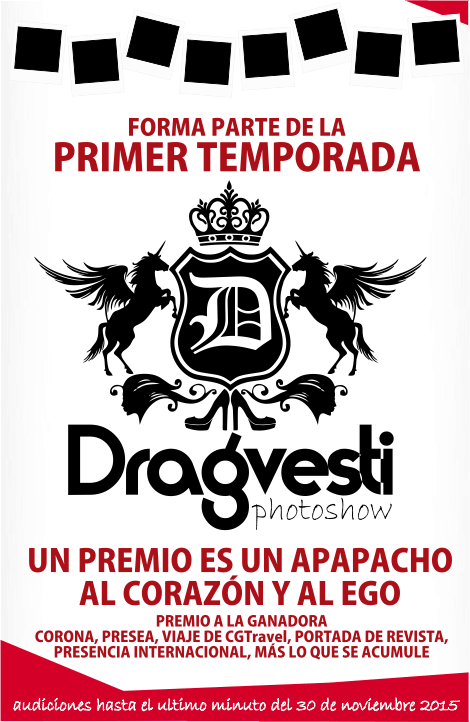 FORMA PARTE DE LA
PRIMER TEMPORADA
D
Dragvesti
photoshow
UN PREMIO ES UN APAPACHO
AL CORAZÓN Y AL EGO
PREMIO A LA GANADORA
CORONA, PRESEA, VIAJE DE CGTravel, PORTADA DE REVISTA,
PRESENCIA INTERNACIONAL, MÁS LO QUE SE ACUMULE
audiciones hasta el ultimo minuto del 30 de noviembre 2015